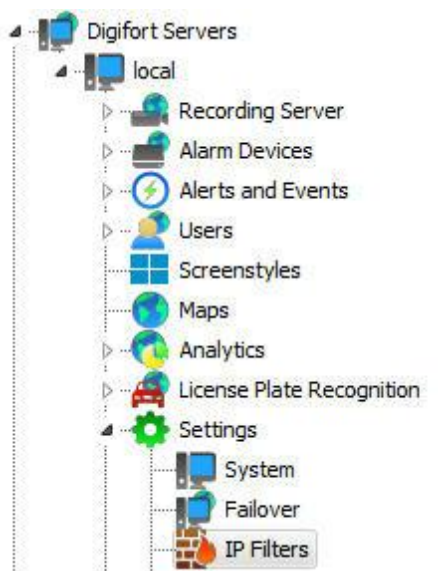 Digifort Servers
local
Recording Server
Alarm Devices
Alerts and Events
Users
Screenstyles
Maps
Analytics
License Plate Recognition
Settings
System
Failover
IP Filters